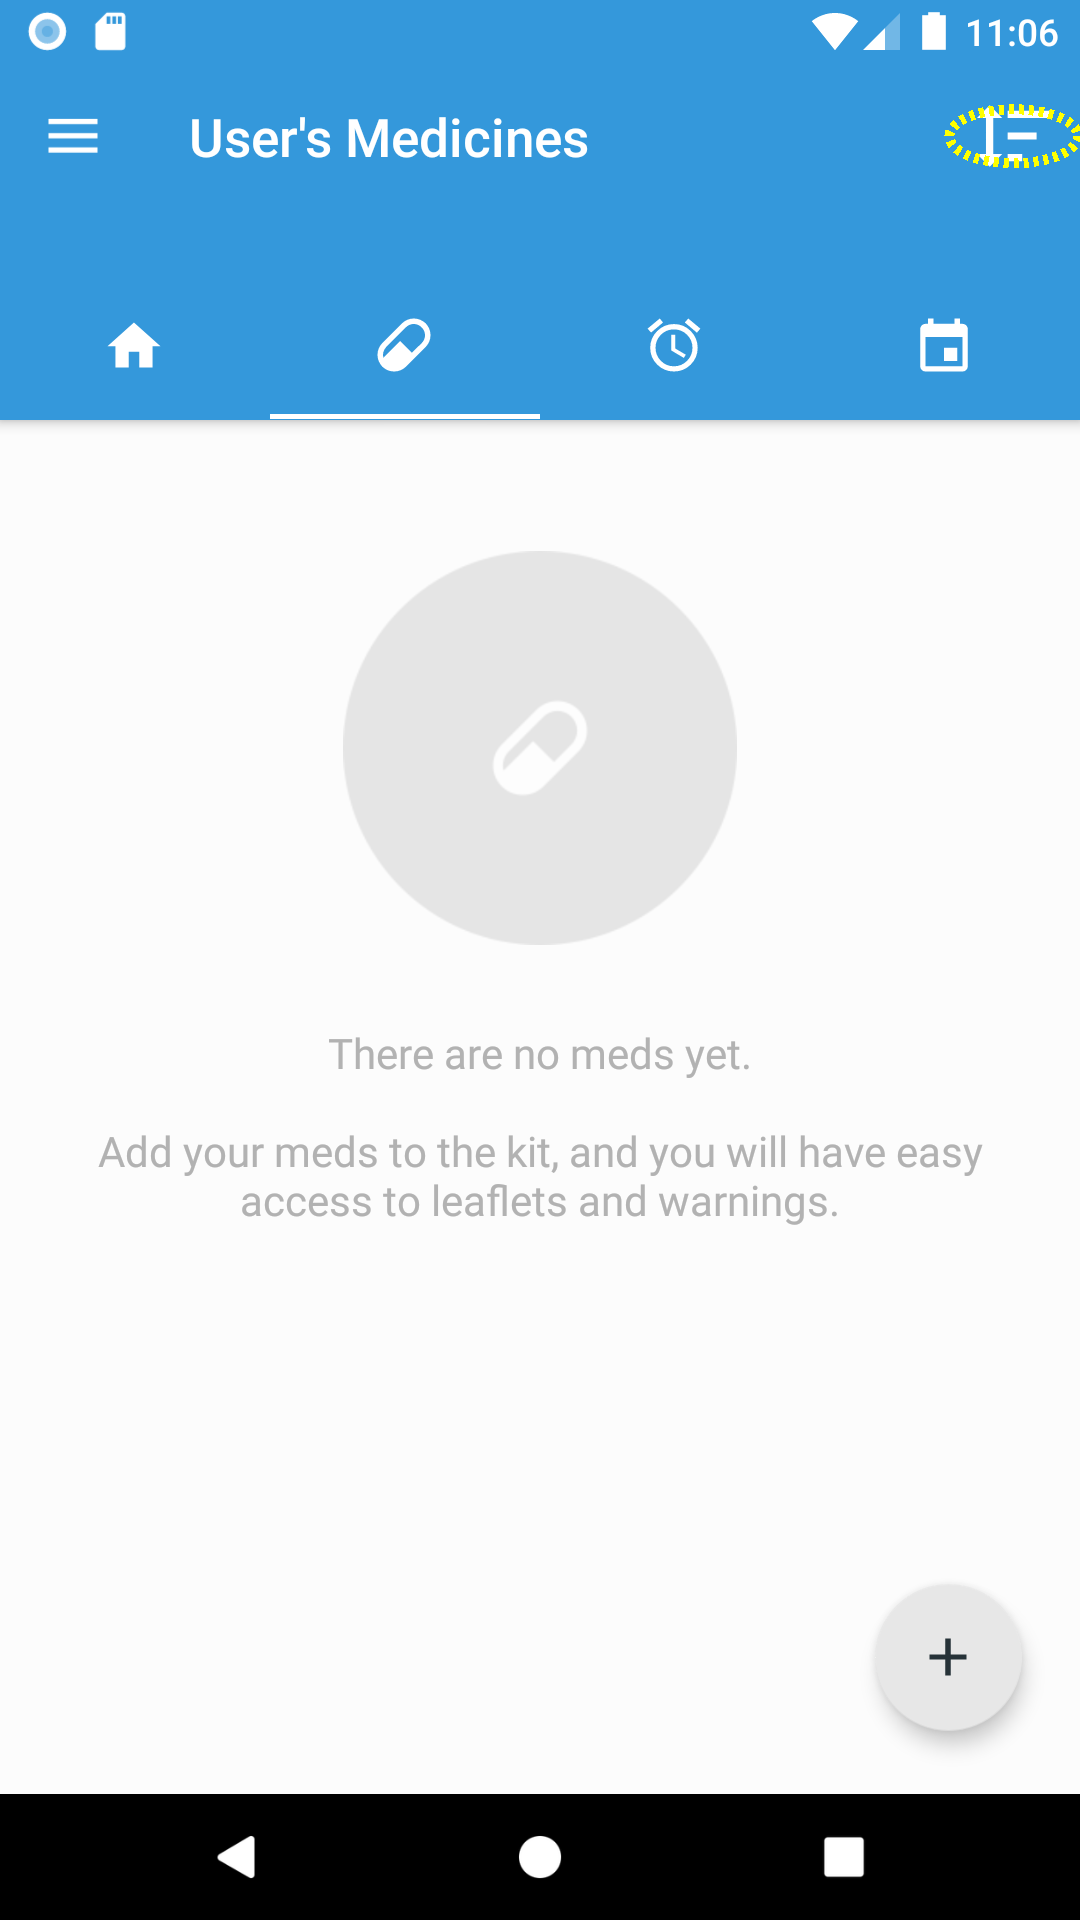 11:06
User's Medicines
There are no meds yet.
Add your meds to the kit, and you will have easy
access to leaflets and warnings.